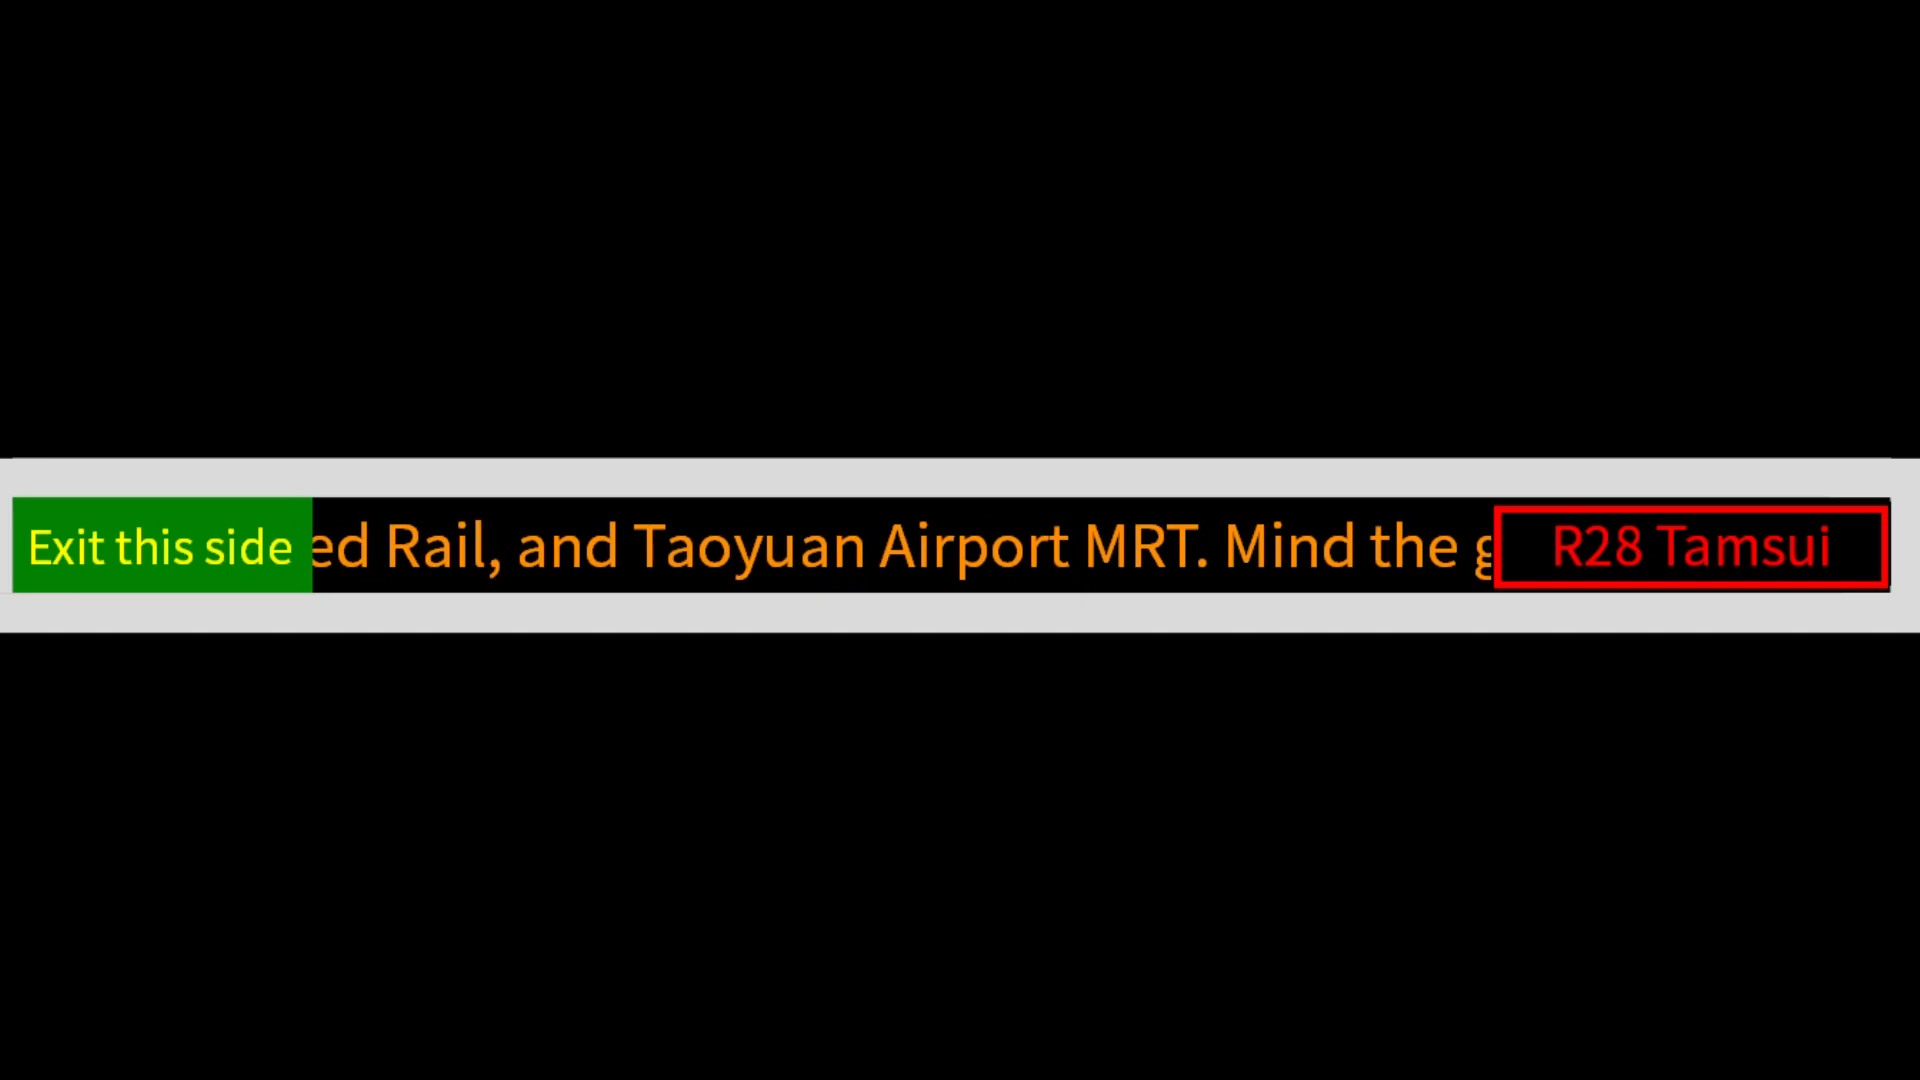 Exit this side ed Rail, and Taoyuan Airport MRT. Mind the g R28 Tamsui